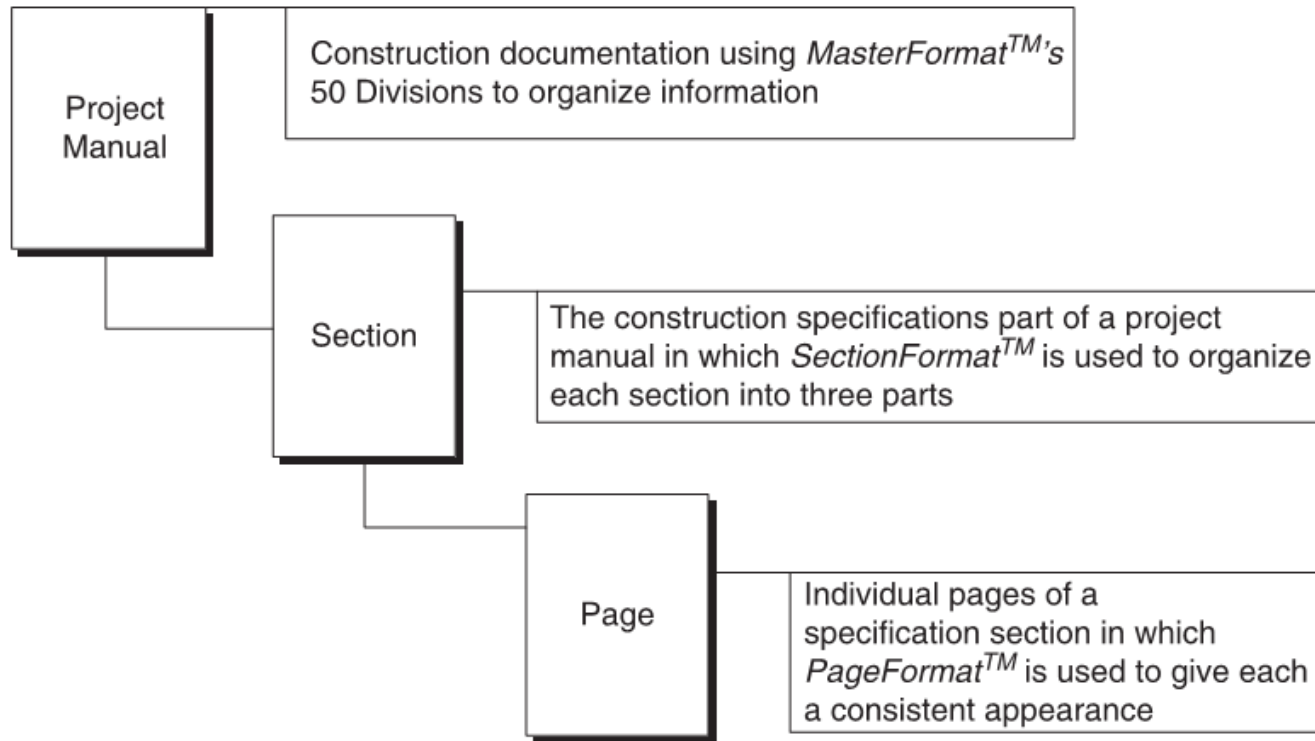 Project
Manual
Construction documentation using MasterFormat™'s
50 Divisions to organize information
Section
The construction specifications part of a project
manual in which SectionFormat™ is used to organize
each section into three parts
Page
Individual pages of a
specification section in which
PageFormat™ is used to give each
a consistent appearance